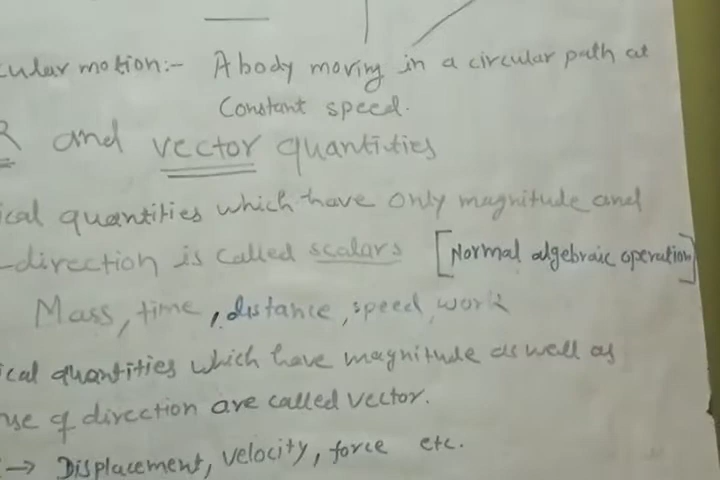 cular motion:- A body moving in a circular path at
Constant speed.
R and vector quantities
ical quantities which have only magnitude and
-direction is called scalars [Normal algebraic operation]
Mass, time, distance, speed, work
ical quantities which have magnitude as well as
use of direction are called vector.
-> Displacement, velocity, force etc.